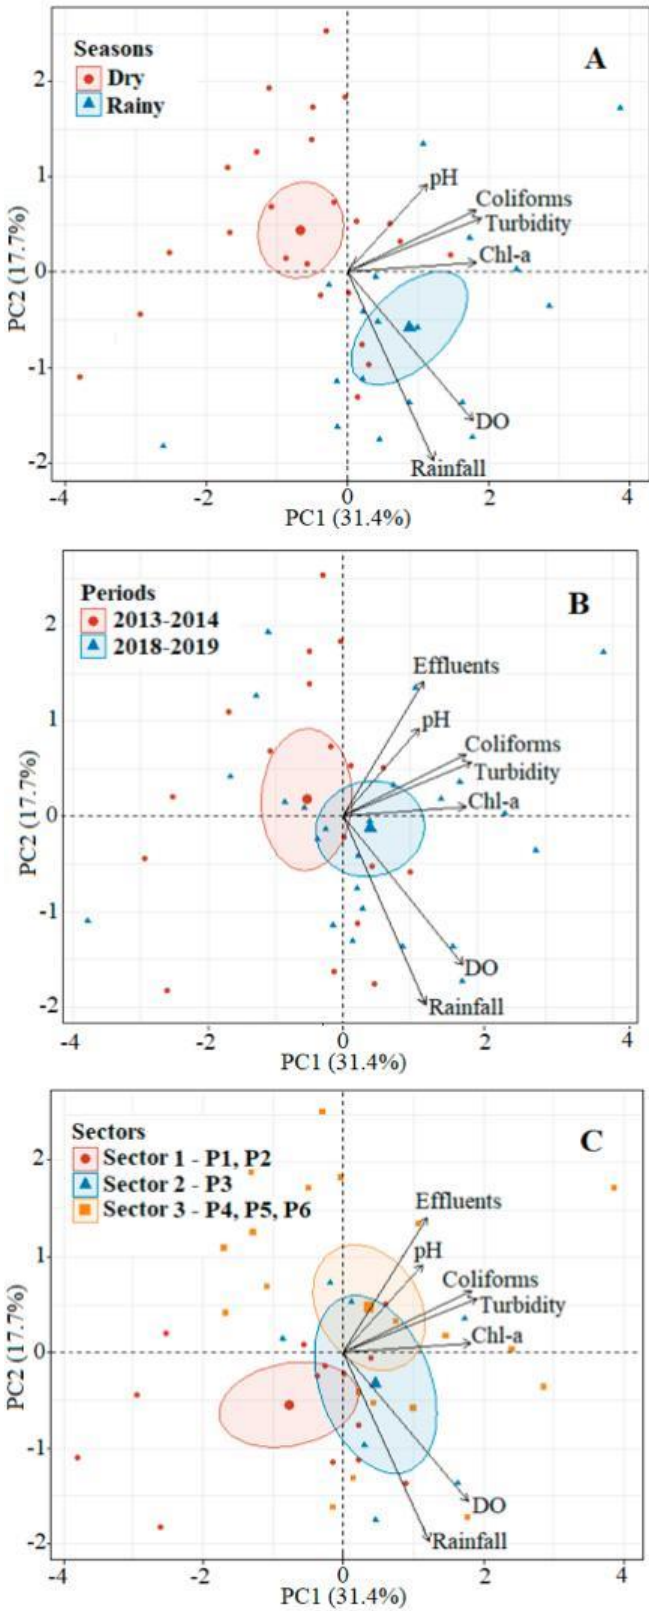 Seasons
Dry
Rainy
A
pH
Coliforms
Turbidity
Chl-a
DO
Rainfall
PC2 (17.7%)
2
1
0
-1
-2
-4
-2
0
2
4
PC1 (31.4%)
Periods
2013-2014
2018-2019
B
Effluents
pH
Coliforms
Turbidity
Chl-a
DO
Rainfall
PC2 (17.7%)
2
1
0
-1
-2
-4
-2
0
2
4
PC1 (31.4%)
Sectors
Sector 1 - P1, P2
Sector 2 - P3
Sector 3 - P4, P5, P6
C
Effluents
pH
Coliforms
Turbidity
Chl-a
DO
Rainfall
PC2 (17.7%)
2
1
0
-1
-2
-4
-2
0
2
4
PC1 (31.4%)